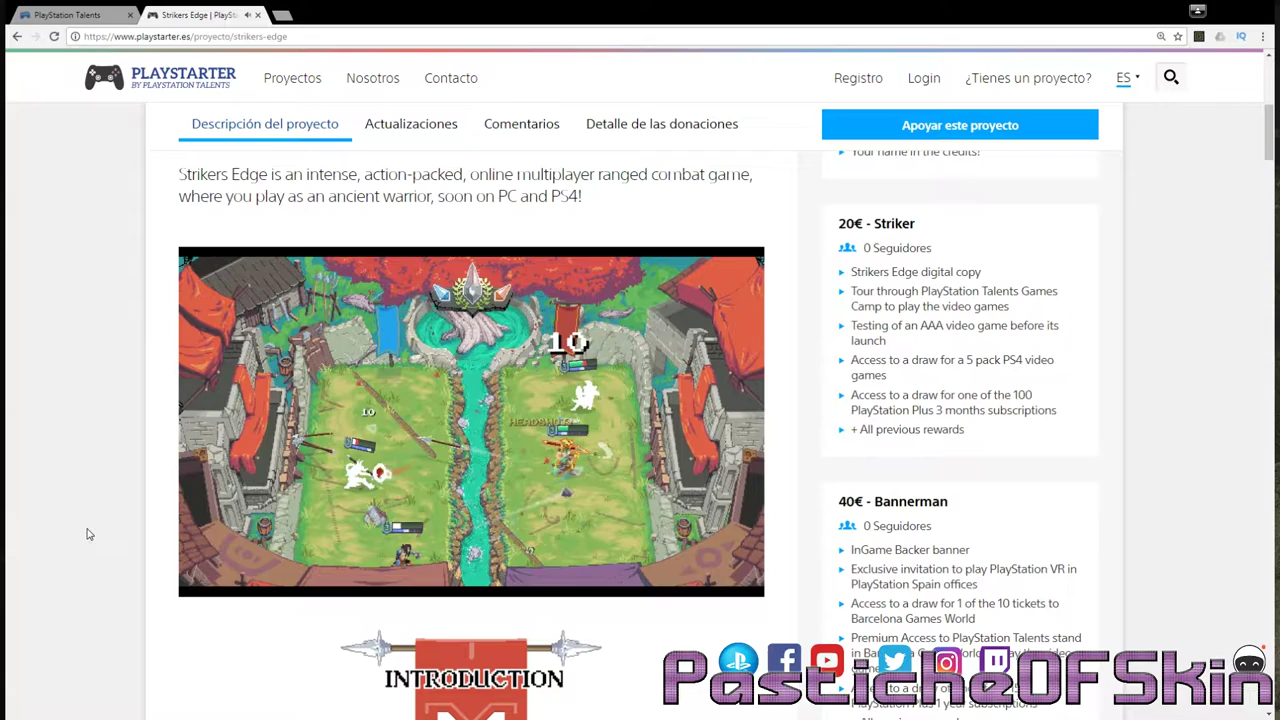 PlayStation Talents
Strikers Edge | PlaySt
https://www.playstarter.es/proyecto/strikers-edge
PLAYSTARTER
BY PLAYSTATION TALENTS
Proyectos
Nosotros
Contacto
Registro
Login
¿Tienes un proyecto?
ES
Descripción del proyecto
Actualizaciones
Comentarios
Detalle de las donaciones
Apoyar este proyecto
Strikers Edge is an intense, action-packed, online multiplayer ranged combat game,
where you play as an ancient warrior, soon on PC and PS4!
10
10
HEADSHOT!
INTRODUCTION
Your name in the credits!
20€ - Striker
0 Seguidores
Strikers Edge digital copy
Tour through PlayStation Talents Games
Camp to play the video games
Testing of an AAA video game before its
launch
Access to a draw for a 5 pack PS4 video
games
Access to a draw for one of the 100
PlayStation Plus 3 months subscriptions
+ All previous rewards
40€ - Bannerman
0 Seguidores
InGame Backer banner
Exclusive invitation to play PlayStation VR in
PlayStation Spain offices
Access to a draw for 1 of the 10 tickets to
Barcelona Games World
Premium Access to PlayStation Talents stand
PlayStation Plus 1 year subscriptions
PasticheOFSkin